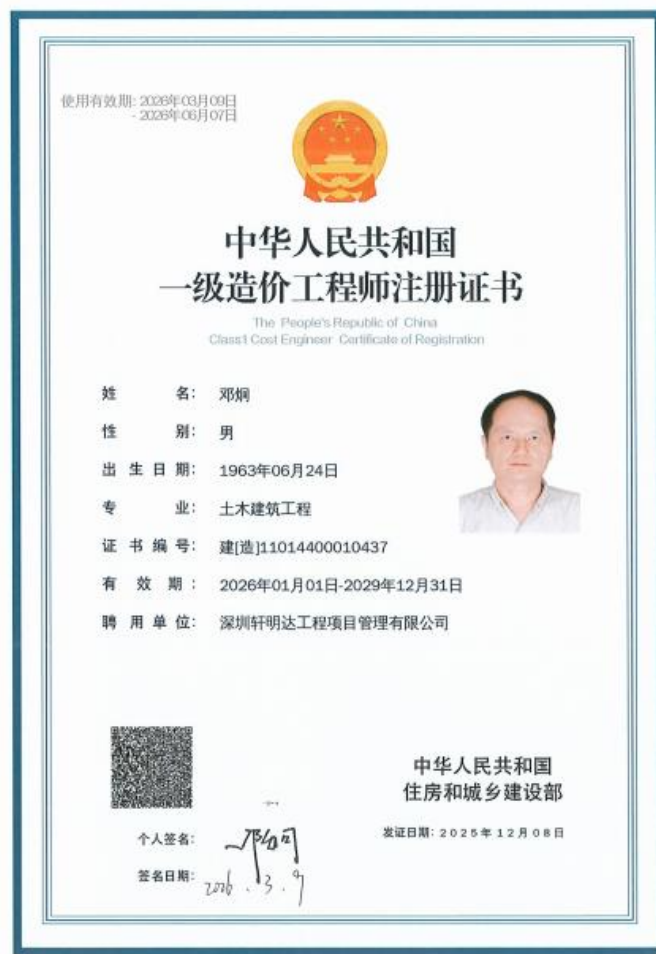 使用有效期: 2026年03月09日
- 2026年06月07日
中华人民共和国
一级造价工程师注册证书
The People's Republic of China
Class1 Cost Engineer Certificate of Registration
姓名: 邓炯
性别: 男
出生日期: 1963年06月24日
专业: 土木建筑工程
证书编号: 建[造]11014400010437
有效期: 2026年01月01日-2029年12月31日
聘用单位: 深圳轩明达工程项目管理有限公司
中华人民共和国
住房和城乡建设部
发证日期: 2025年12月08日
个人签名:
签名日期: 2026.3.9